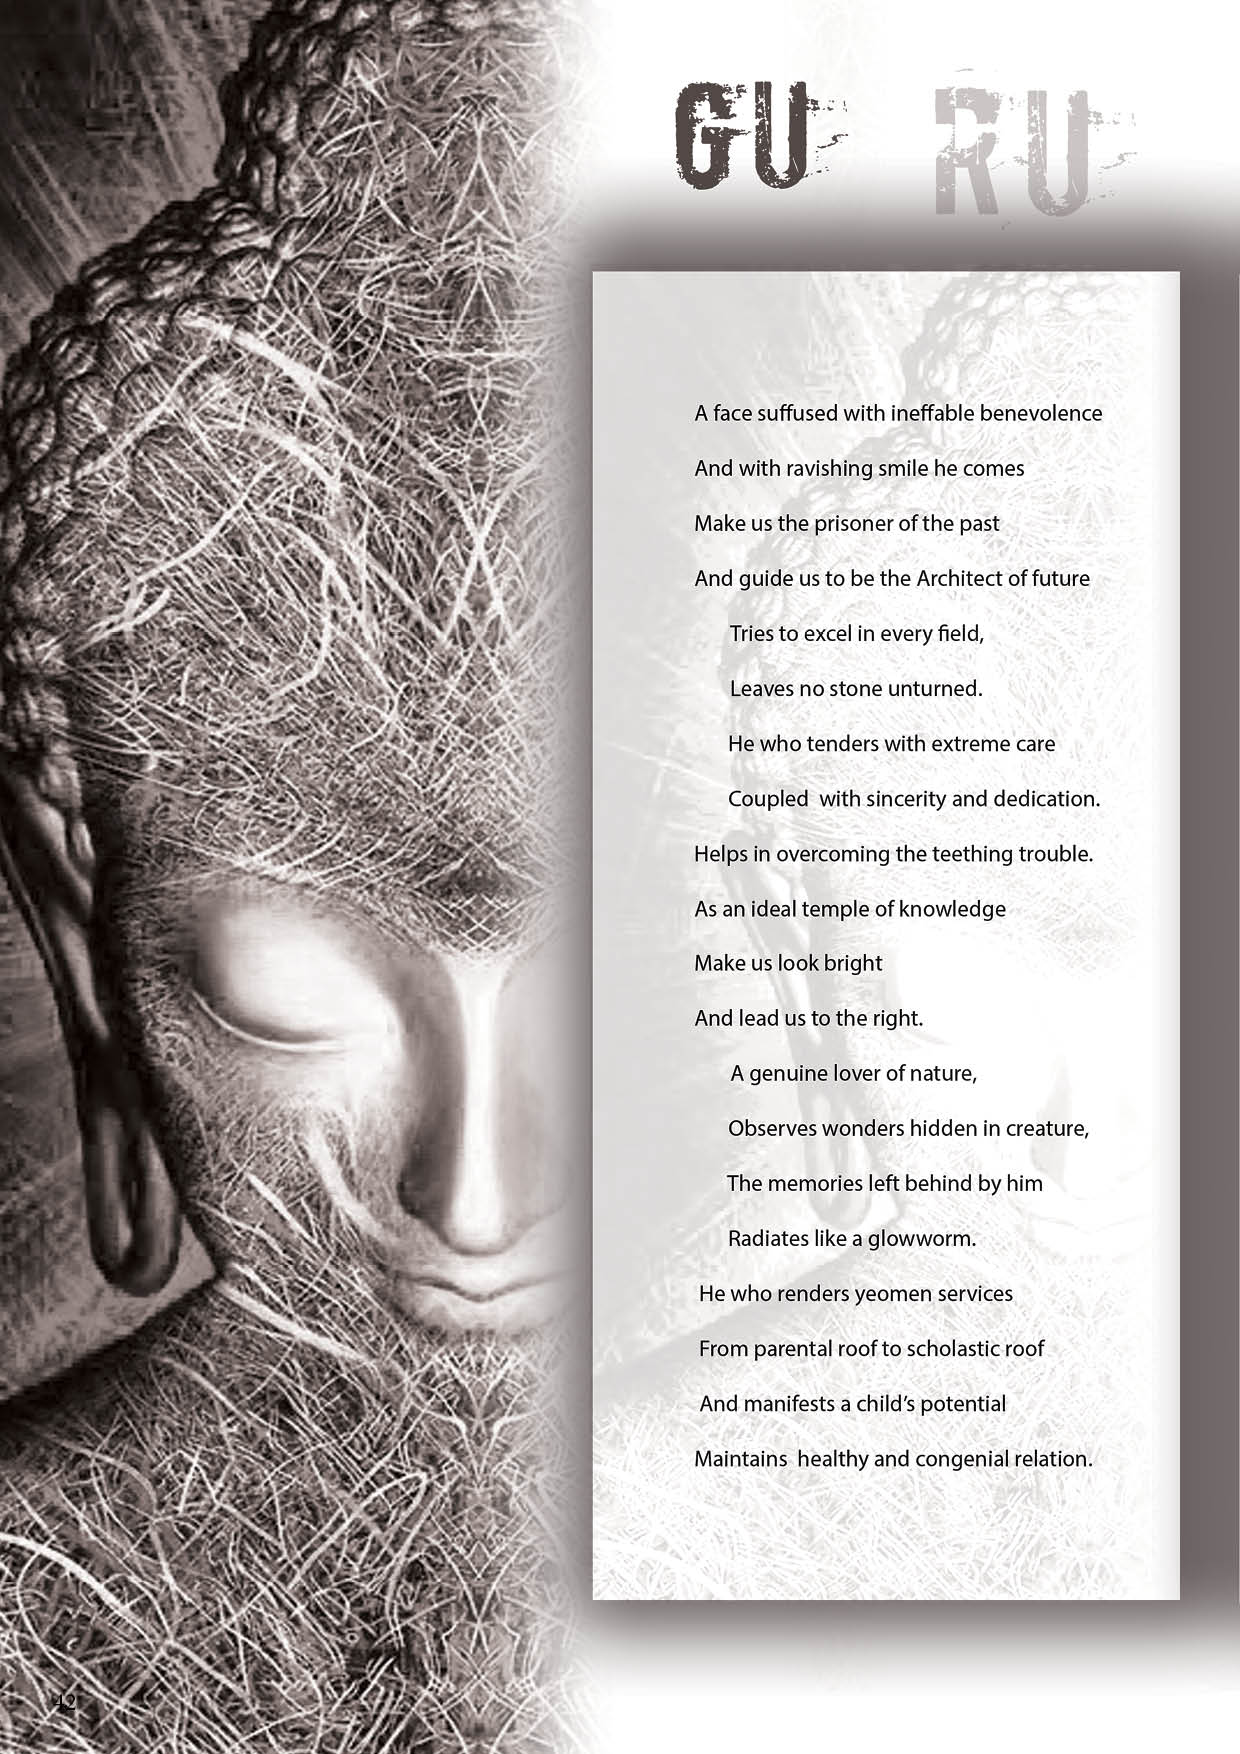 GU RU
A face suffused with ineffable benevolence
And with ravishing smile he comes
Make us the prisoner of the past
And guide us to be the Architect of future
Tries to excel in every field,
Leaves no stone unturned.
He who tenders with extreme care
Coupled  with sincerity and dedication.
Helps in overcoming the teething trouble.
As an ideal temple of knowledge
Make us look bright
And lead us to the right.
A genuine lover of nature,
Observes wonders hidden in creature,
The memories left behind by him
Radiates like a glowworm.
He who renders yeomen services
From parental roof to scholastic roof
And manifests a child’s potential
Maintains  healthy and congenial relation.
42